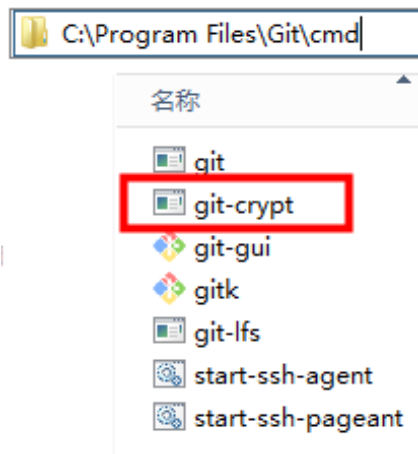 C:\Program Files\Git\cmd
名称
git
git-crypt
git-gui
gitk
git-lfs
start-ssh-agent
start-ssh-pageant